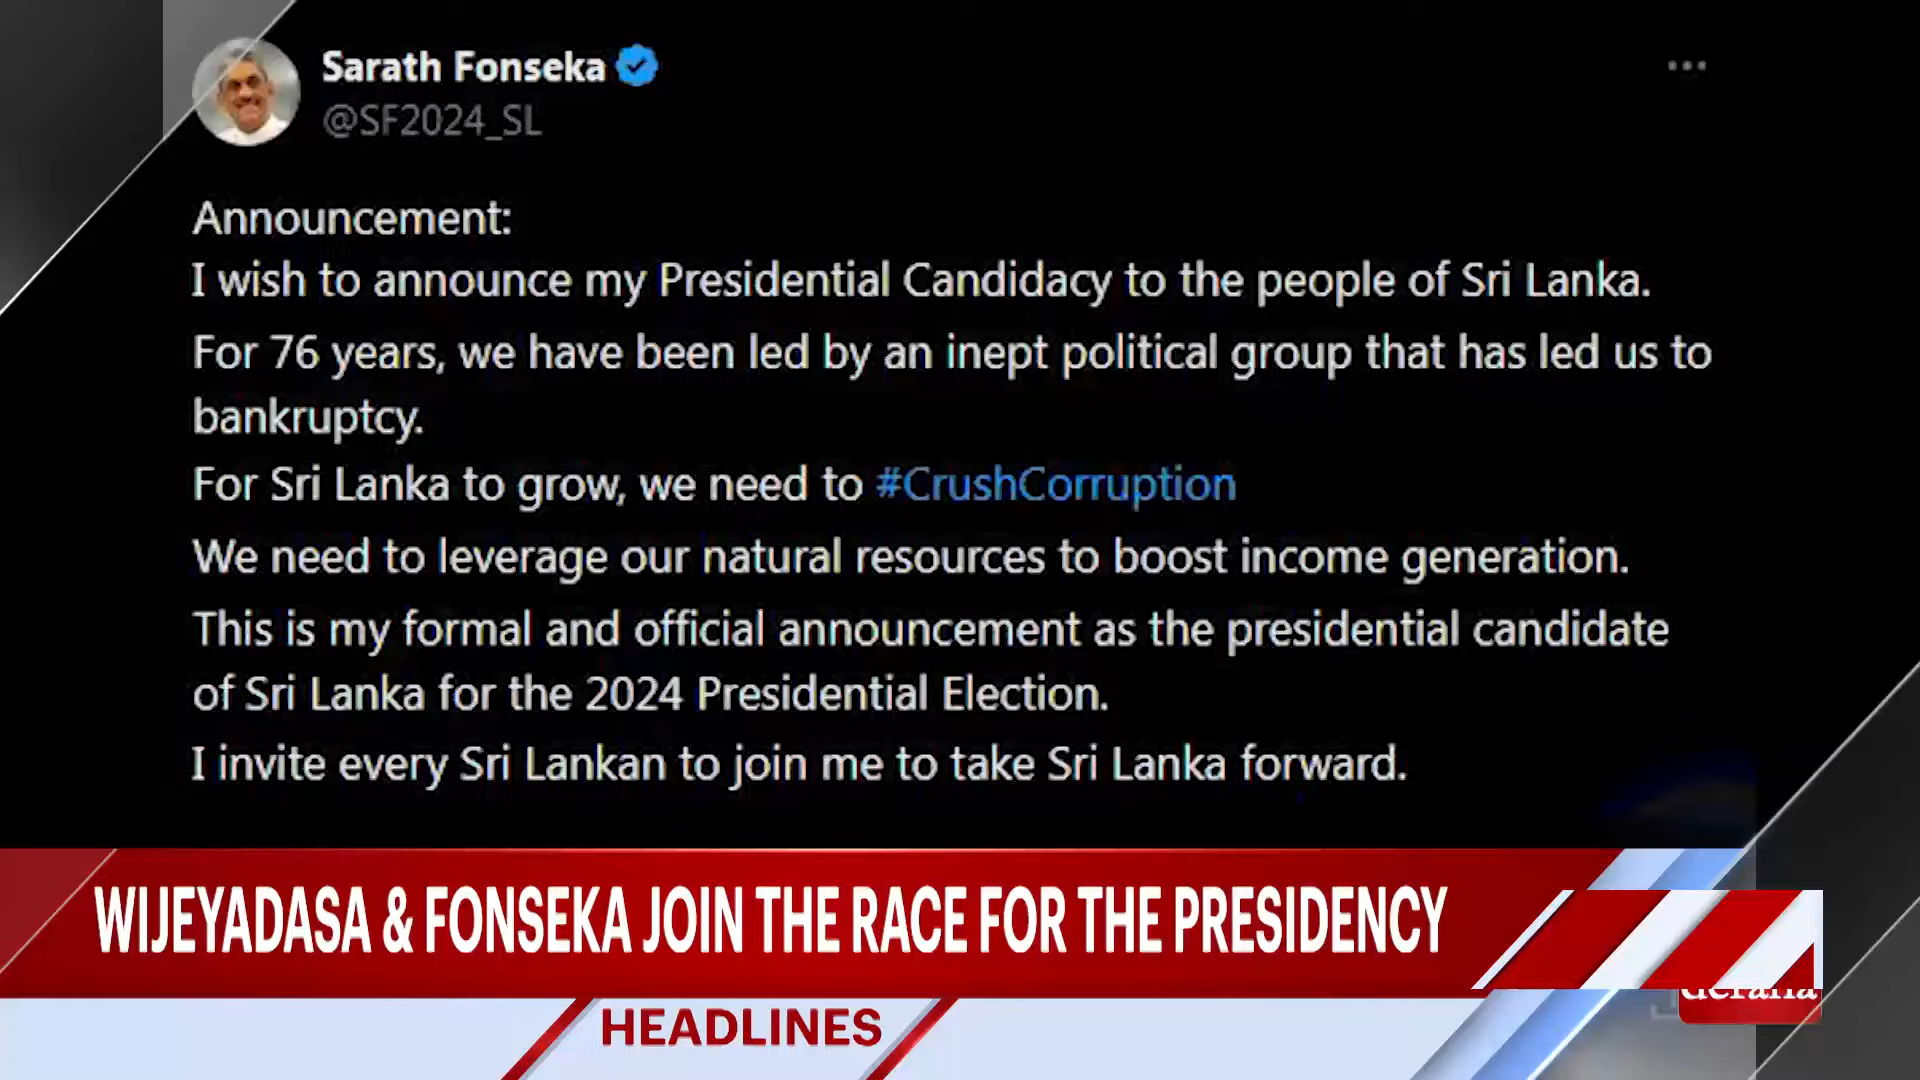 Sarath Fonseka
@SF2024_SL
Announcement:
I wish to announce my Presidential Candidacy to the people of Sri Lanka.
For 76 years, we have been led by an inept political group that has led us to
bankruptcy.
For Sri Lanka to grow, we need to #CrushCorruption
We need to leverage our natural resources to boost income generation.
This is my formal and official announcement as the presidential candidate
of Sri Lanka for the 2024 Presidential Election.
I invite every Sri Lankan to join me to take Sri Lanka forward.
WIJEYADASA & FONSEKA JOIN THE RACE FOR THE PRESIDENCY
HEADLINES